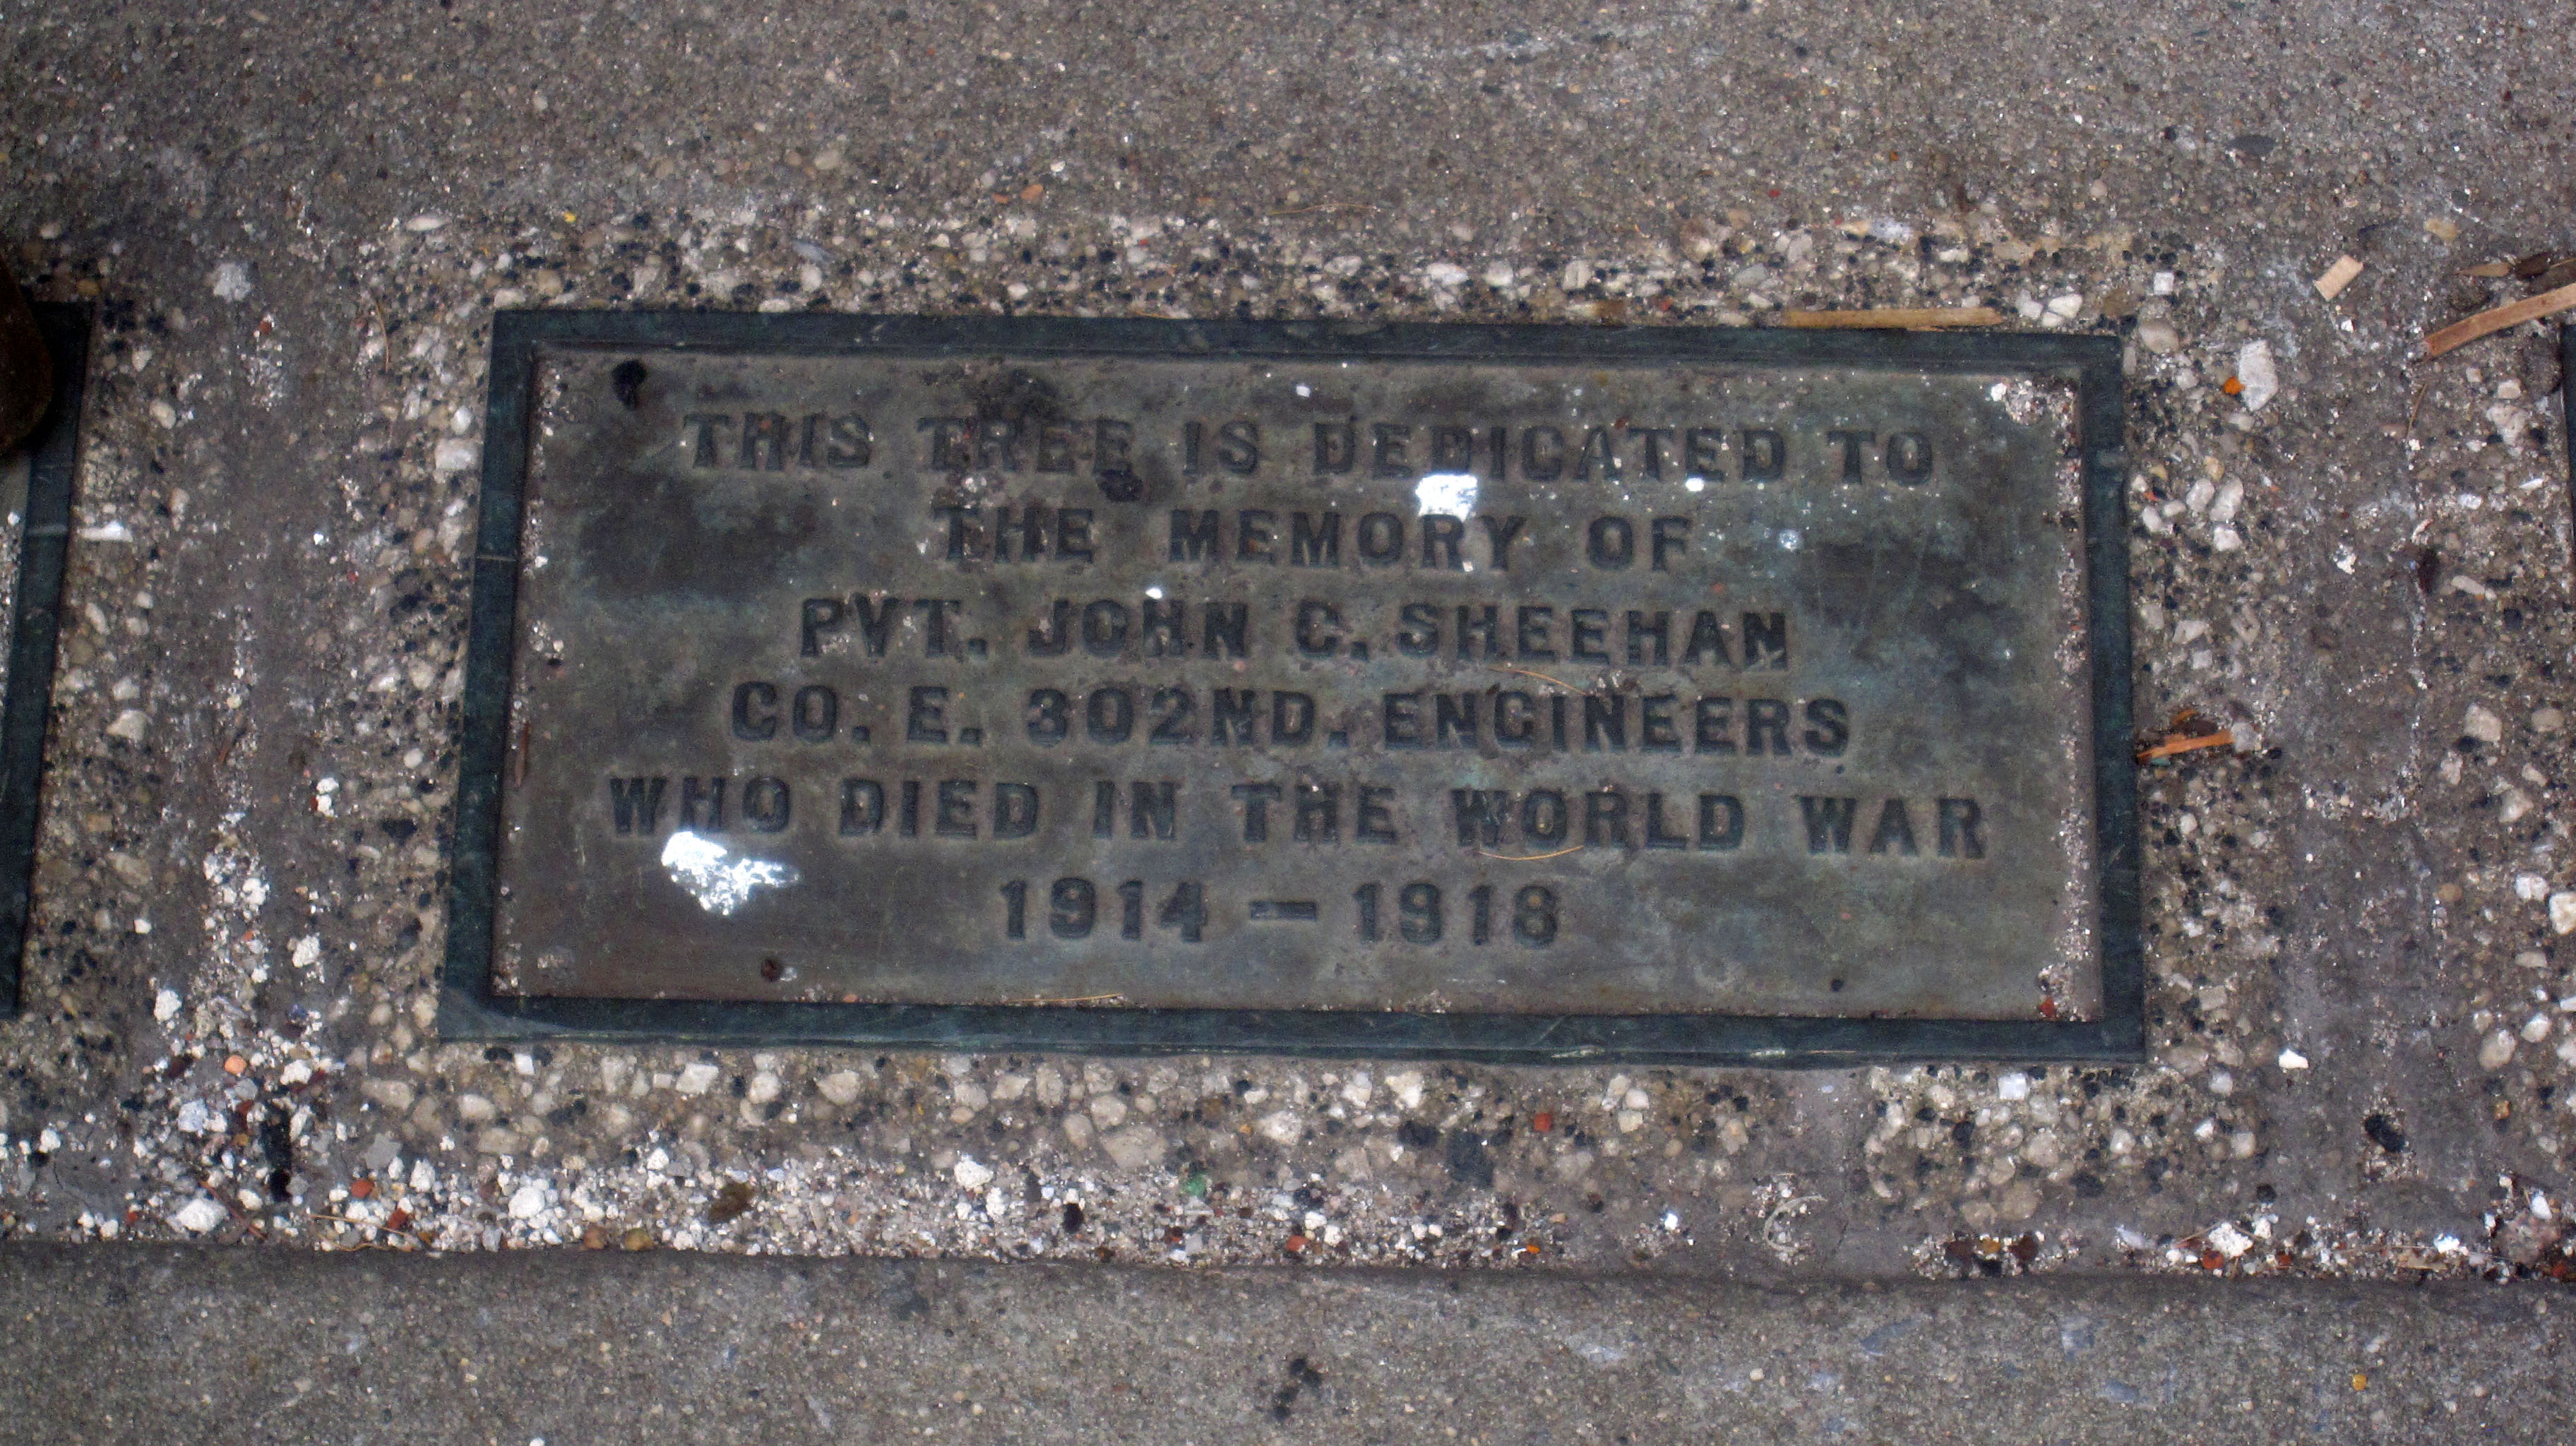 THIS TREE IS DEDICATED TO
THE MEMORY OF
PVT. JOHN C. SHEEHAN
CO. E. 302ND. ENGINEERS
WHO DIED IN THE WORLD WAR
1914 — 1918